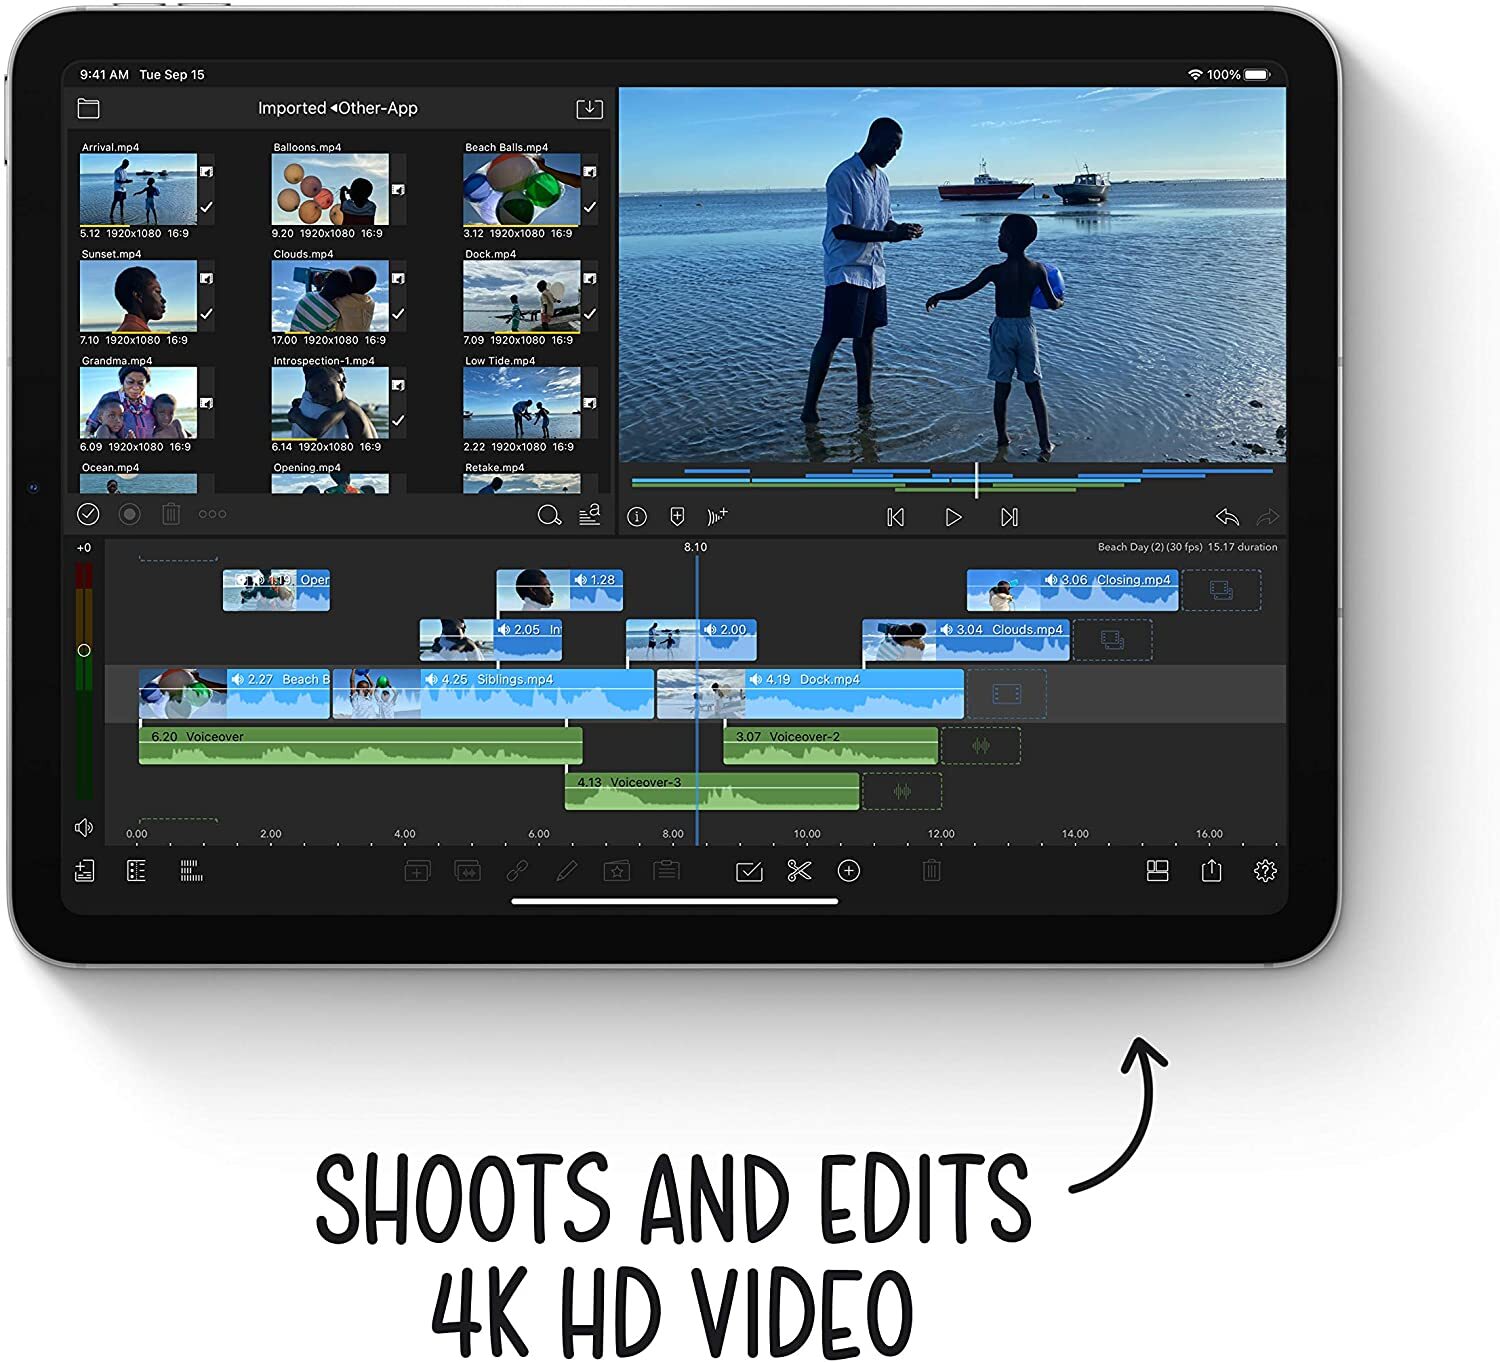 9:41 AM Tue Sep 15
100%
Imported ◂Other-App
Arrival.mp4
Balloons.mp4
Beach Balls.mp4
5.12 1920x1080 16:9
9.20 1920x1080 16:9
3.12 1920x1080 16:9
Sunset.mp4
Clouds.mp4
Dock.mp4
7.10 1920x1080 16:9
17.00 1920x1080 16:9
7.09 1920x1080 16:9
Grandma.mp4
Introspection-1.mp4
Low Tide.mp4
6.09 1920x1080 16:9
6.14 1920x1080 16:9
2.22 1920x1080 16:9
Ocean.mp4
Opening.mp4
Retake.mp4
+0
8.10
Beach Day (2) (30 fps) 15.17 duration
1.19 Oper
1.28
3.06 Closing.mp4
2.05 In
2.00
3.04 Clouds.mp4
2.27 Beach B
4.25 Siblings.mp4
4.19 Dock.mp4
6.20 Voiceover
3.07 Voiceover-2
4.13 Voiceover-3
0.00 2.00 4.00 6.00 8.00 10.00 12.00 14.00 16.00
SHOOTS AND EDITS
4K HD VIDEO